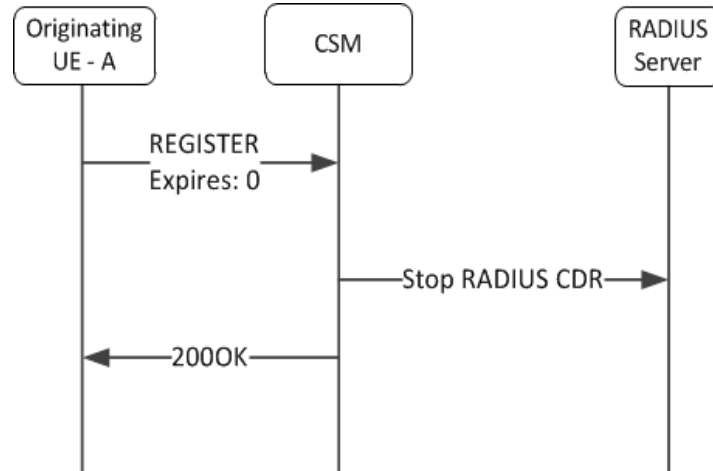 Originating
UE - A
CSM
RADIUS
Server
REGISTER
Expires: 0
Stop RADIUS CDR
200OK